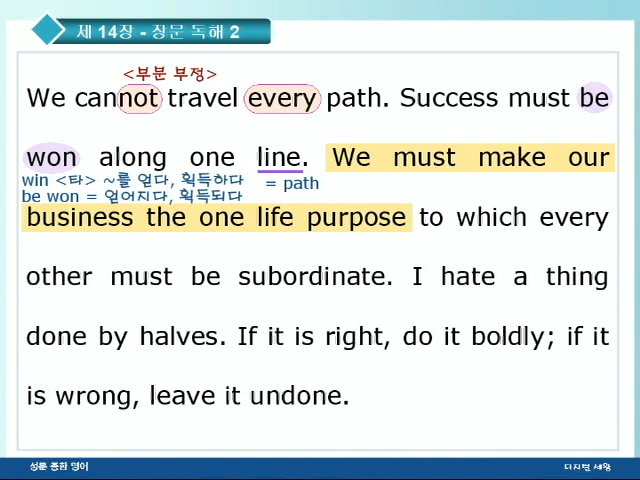 제 14장 - 장문 독해 2
<부분 부정>
We cannot travel every path. Success must be
won along one line. We must make our
win <타> ~를 얻다, 획득하다 = path
be won = 얻어지다, 획득되다
business the one life purpose to which every
other must be subordinate. I hate a thing
done by halves. If it is right, do it boldly; if it
is wrong, leave it undone.
성문 종합 영어 디지털 세왕